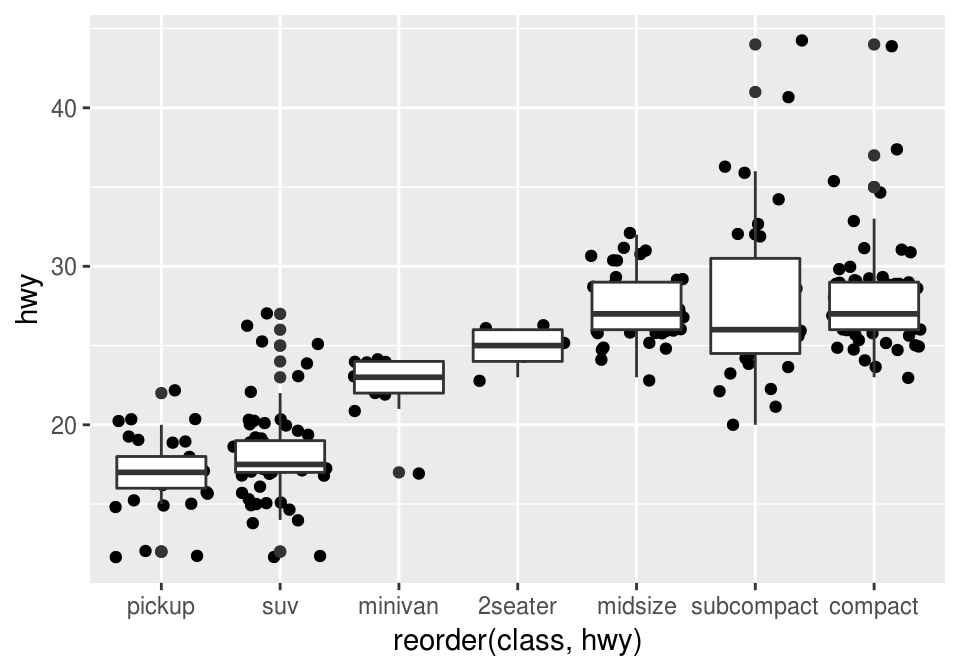 40
30
20
hwy
pickup suv minivan 2seater midsize subcompact compact
reorder(class, hwy)